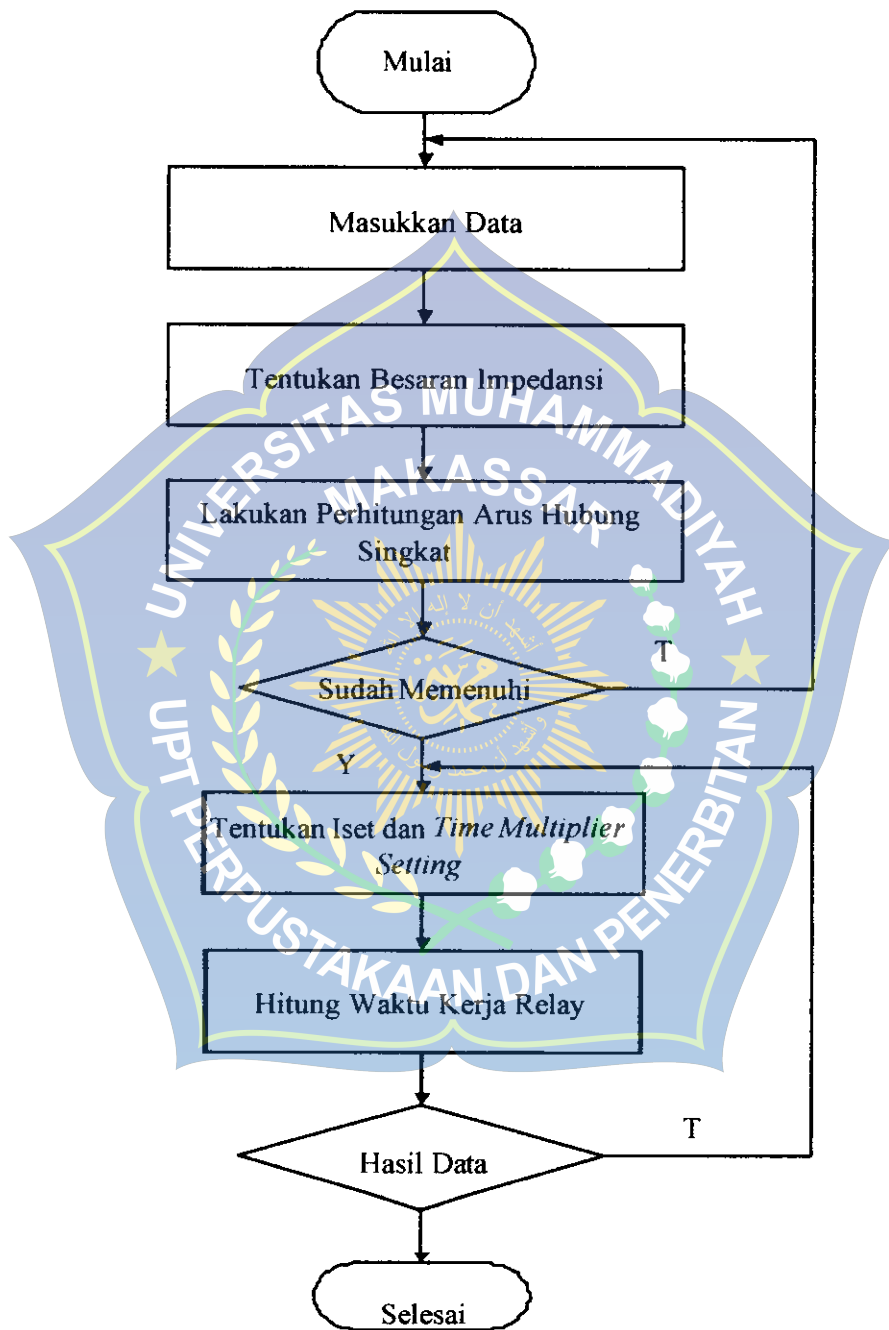 Mulai
Masukkan Data
Tentukan Besaran Impedansi
UNIVERSITAS MUHAMMADIYAH
MAKASSAR
Lakukan Perhitungan Arus Hubung
Singkat
T
Sudah Memenuhi
Y
Tentukan Iset dan Time Multiplier
Setting
UPT PERPUSTAKAAN DAN PENERBITAN
Hitung Waktu Kerja Relay
T
Hasil Data
Selesai